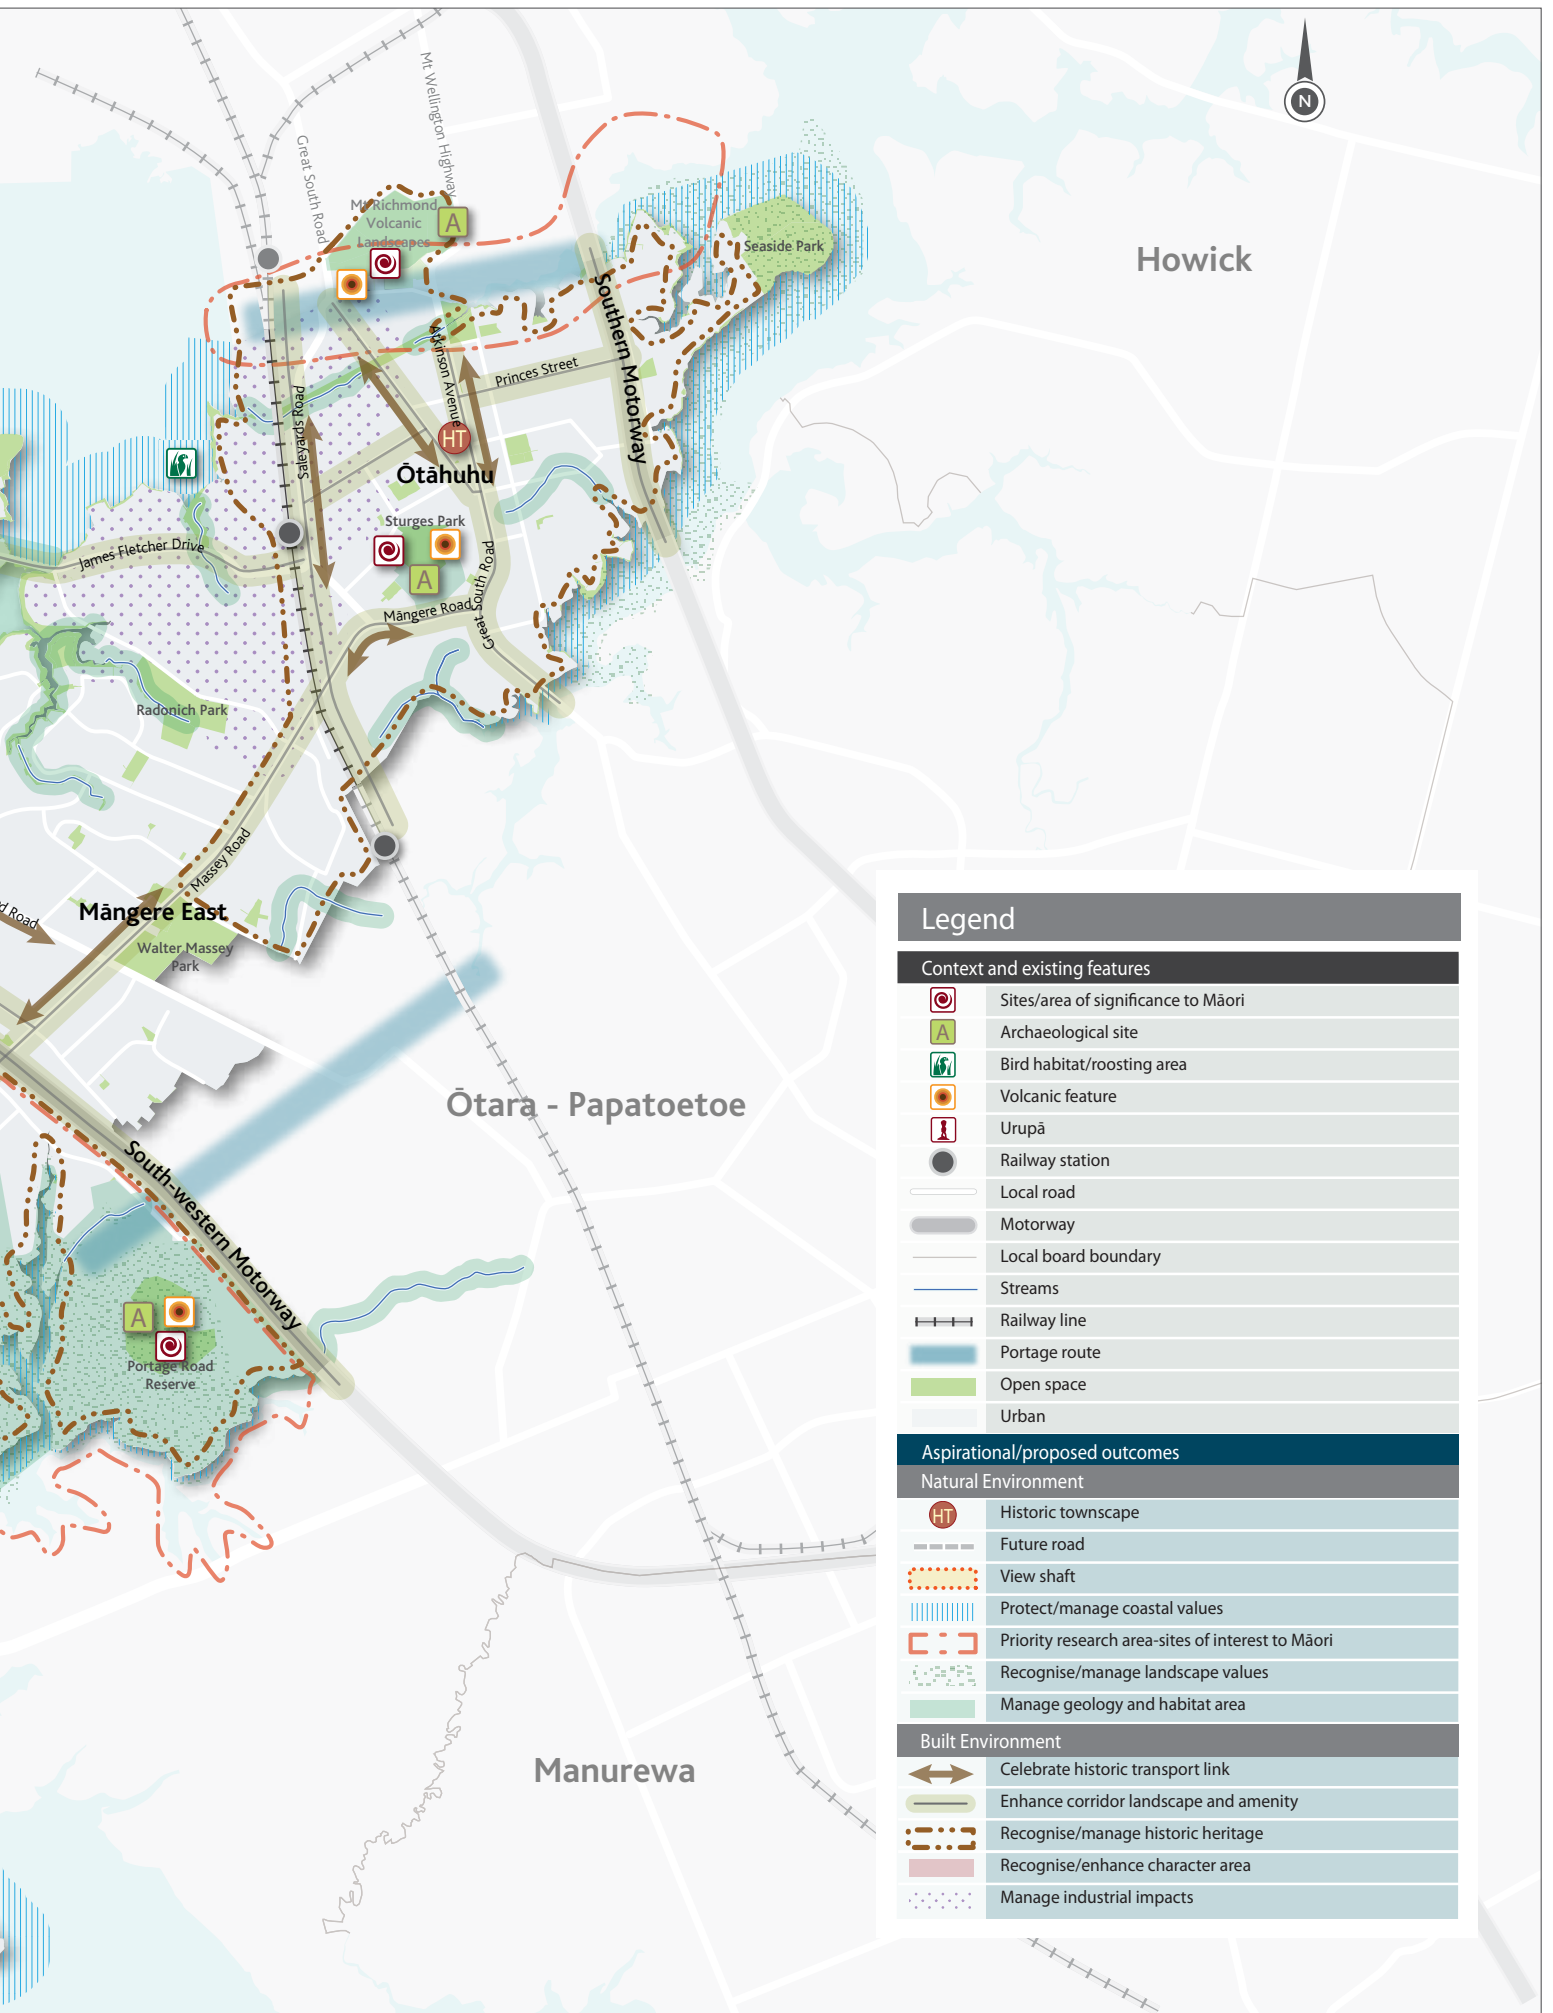 N
Mt Wellington Highway
Great South Road
Mt Richmond
Volcanic
Landscapes
A
Seaside Park
Howick
Southern Motorway
Atkinson Avenue
Princes Street
Saleyards Road
HT
Ōtāhuhu
Sturges Park
A
James Fletcher Drive
Great South Road
Māngere Road
Radonich Park
Massey Road
d Road
Māngere East
Walter Massey
Park
Ōtara - Papatoetoe
South-western Motorway
A
Portage Road
Reserve
Manurewa
Legend
Context and existing features
Sites/area of significance to Māori
A Archaeological site
Bird habitat/roosting area
Volcanic feature
Urupā
Railway station
Local road
Motorway
Local board boundary
Streams
Railway line
Portage route
Open space
Urban
Aspirational/proposed outcomes
Natural Environment
HT Historic townscape
Future road
View shaft
Protect/manage coastal values
Priority research area-sites of interest to Māori
Recognise/manage landscape values
Manage geology and habitat area
Built Environment
Celebrate historic transport link
Enhance corridor landscape and amenity
Recognise/manage historic heritage
Recognise/enhance character area
Manage industrial impacts